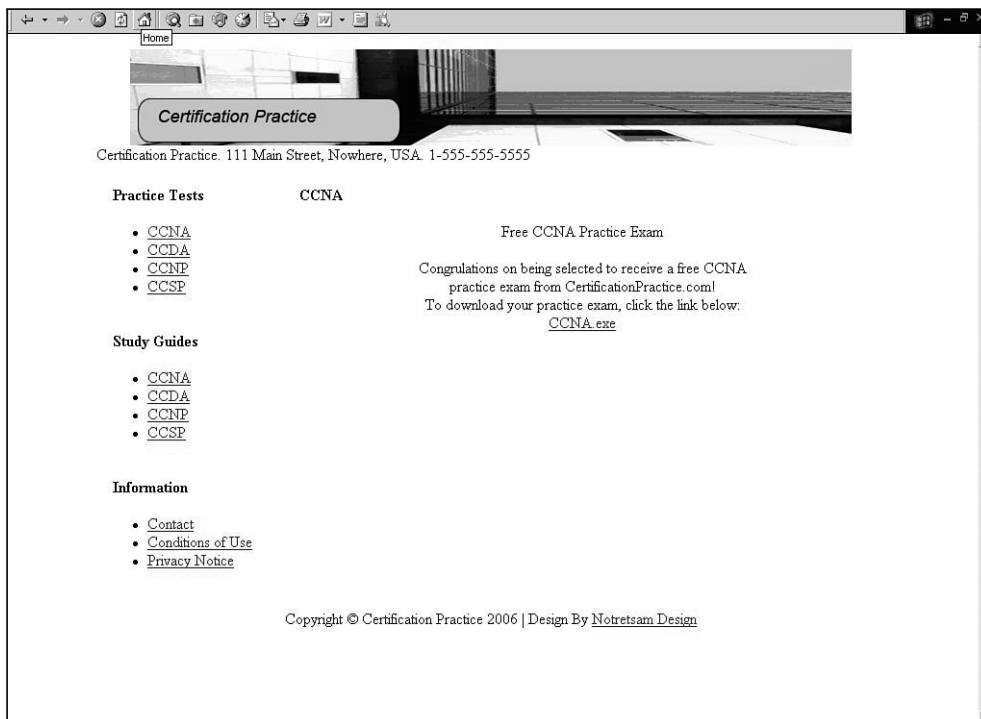 Home
Certification Practice
Certification Practice. 111 Main Street, Nowhere, USA. 1-555-555-5555
Practice Tests
CCNA
CCDA
CCNP
CCSP
Study Guides
CCNA
CCDA
CCNP
CCSP
Information
Contact
Conditions of Use
Privacy Notice
CCNA
Free CCNA Practice Exam
Congrulations on being selected to receive a free CCNA
practice exam from CertificationPractice.com!
To download your practice exam, click the link below:
CCNA.exe
Copyright © Certification Practice 2006 | Design By Notretsam Design